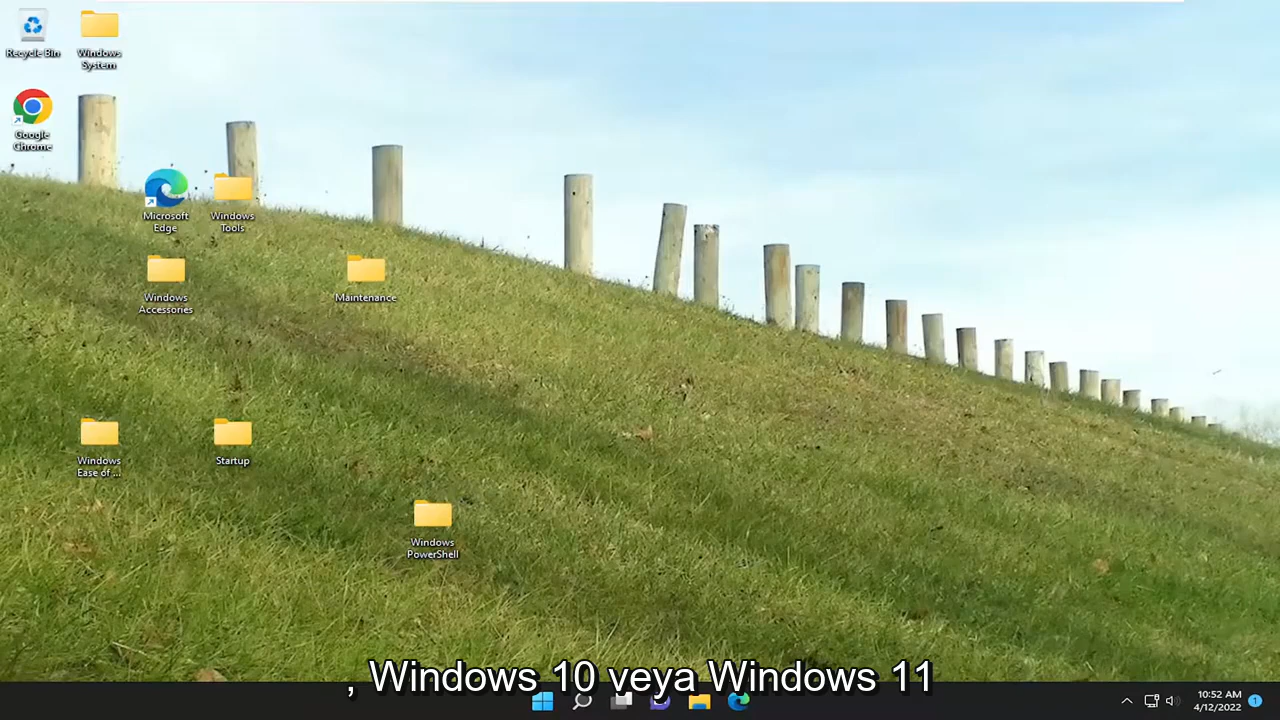 Recycle Bin
Windows
System
Google
Chrome
Microsoft
Edge
Windows
Tools
Windows
Accessories
Maintenance
Windows
Ease of ...
Startup
Windows
PowerShell
, Windows 10 veya Windows 11
10:52 AM
4/12/2022
1